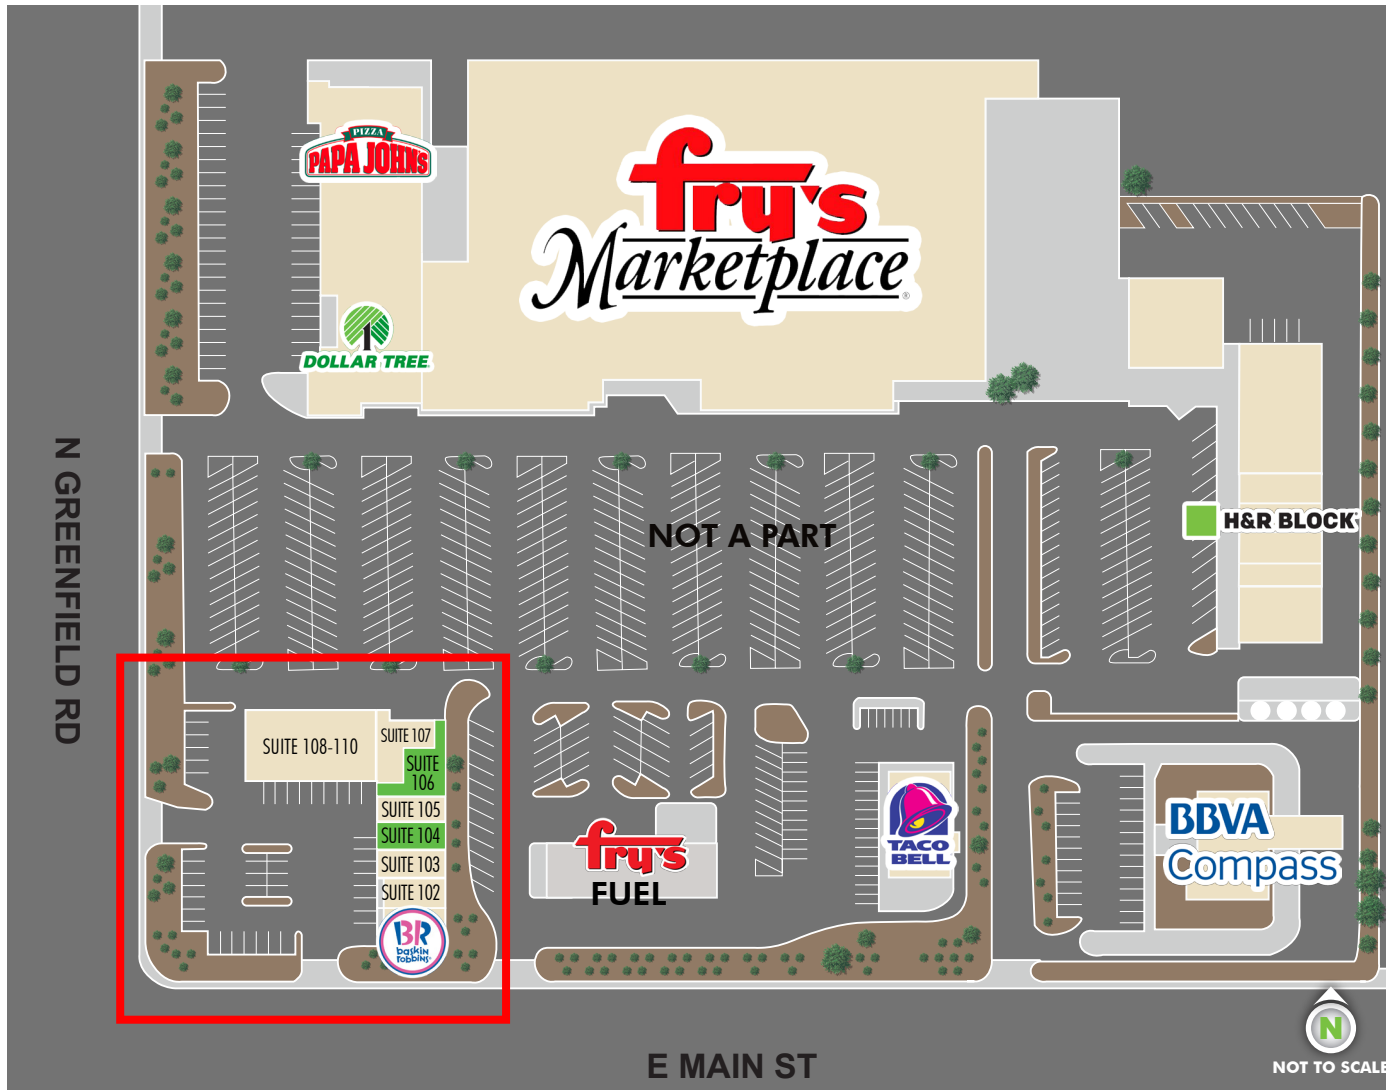 PIZZA
PAPA JOHN'S
fry's
Marketplace®
DOLLAR TREE
N GREENFIELD RD
NOT A PART
H&R BLOCK
SUITE 108-110
SUITE 107
SUITE
106
SUITE 105
SUITE 104
SUITE 103
SUITE 102
BR
baskin
robbins
fry's
FUEL
TACO
BELL
BBVA
Compass
E MAIN ST
N
NOT TO SCALE